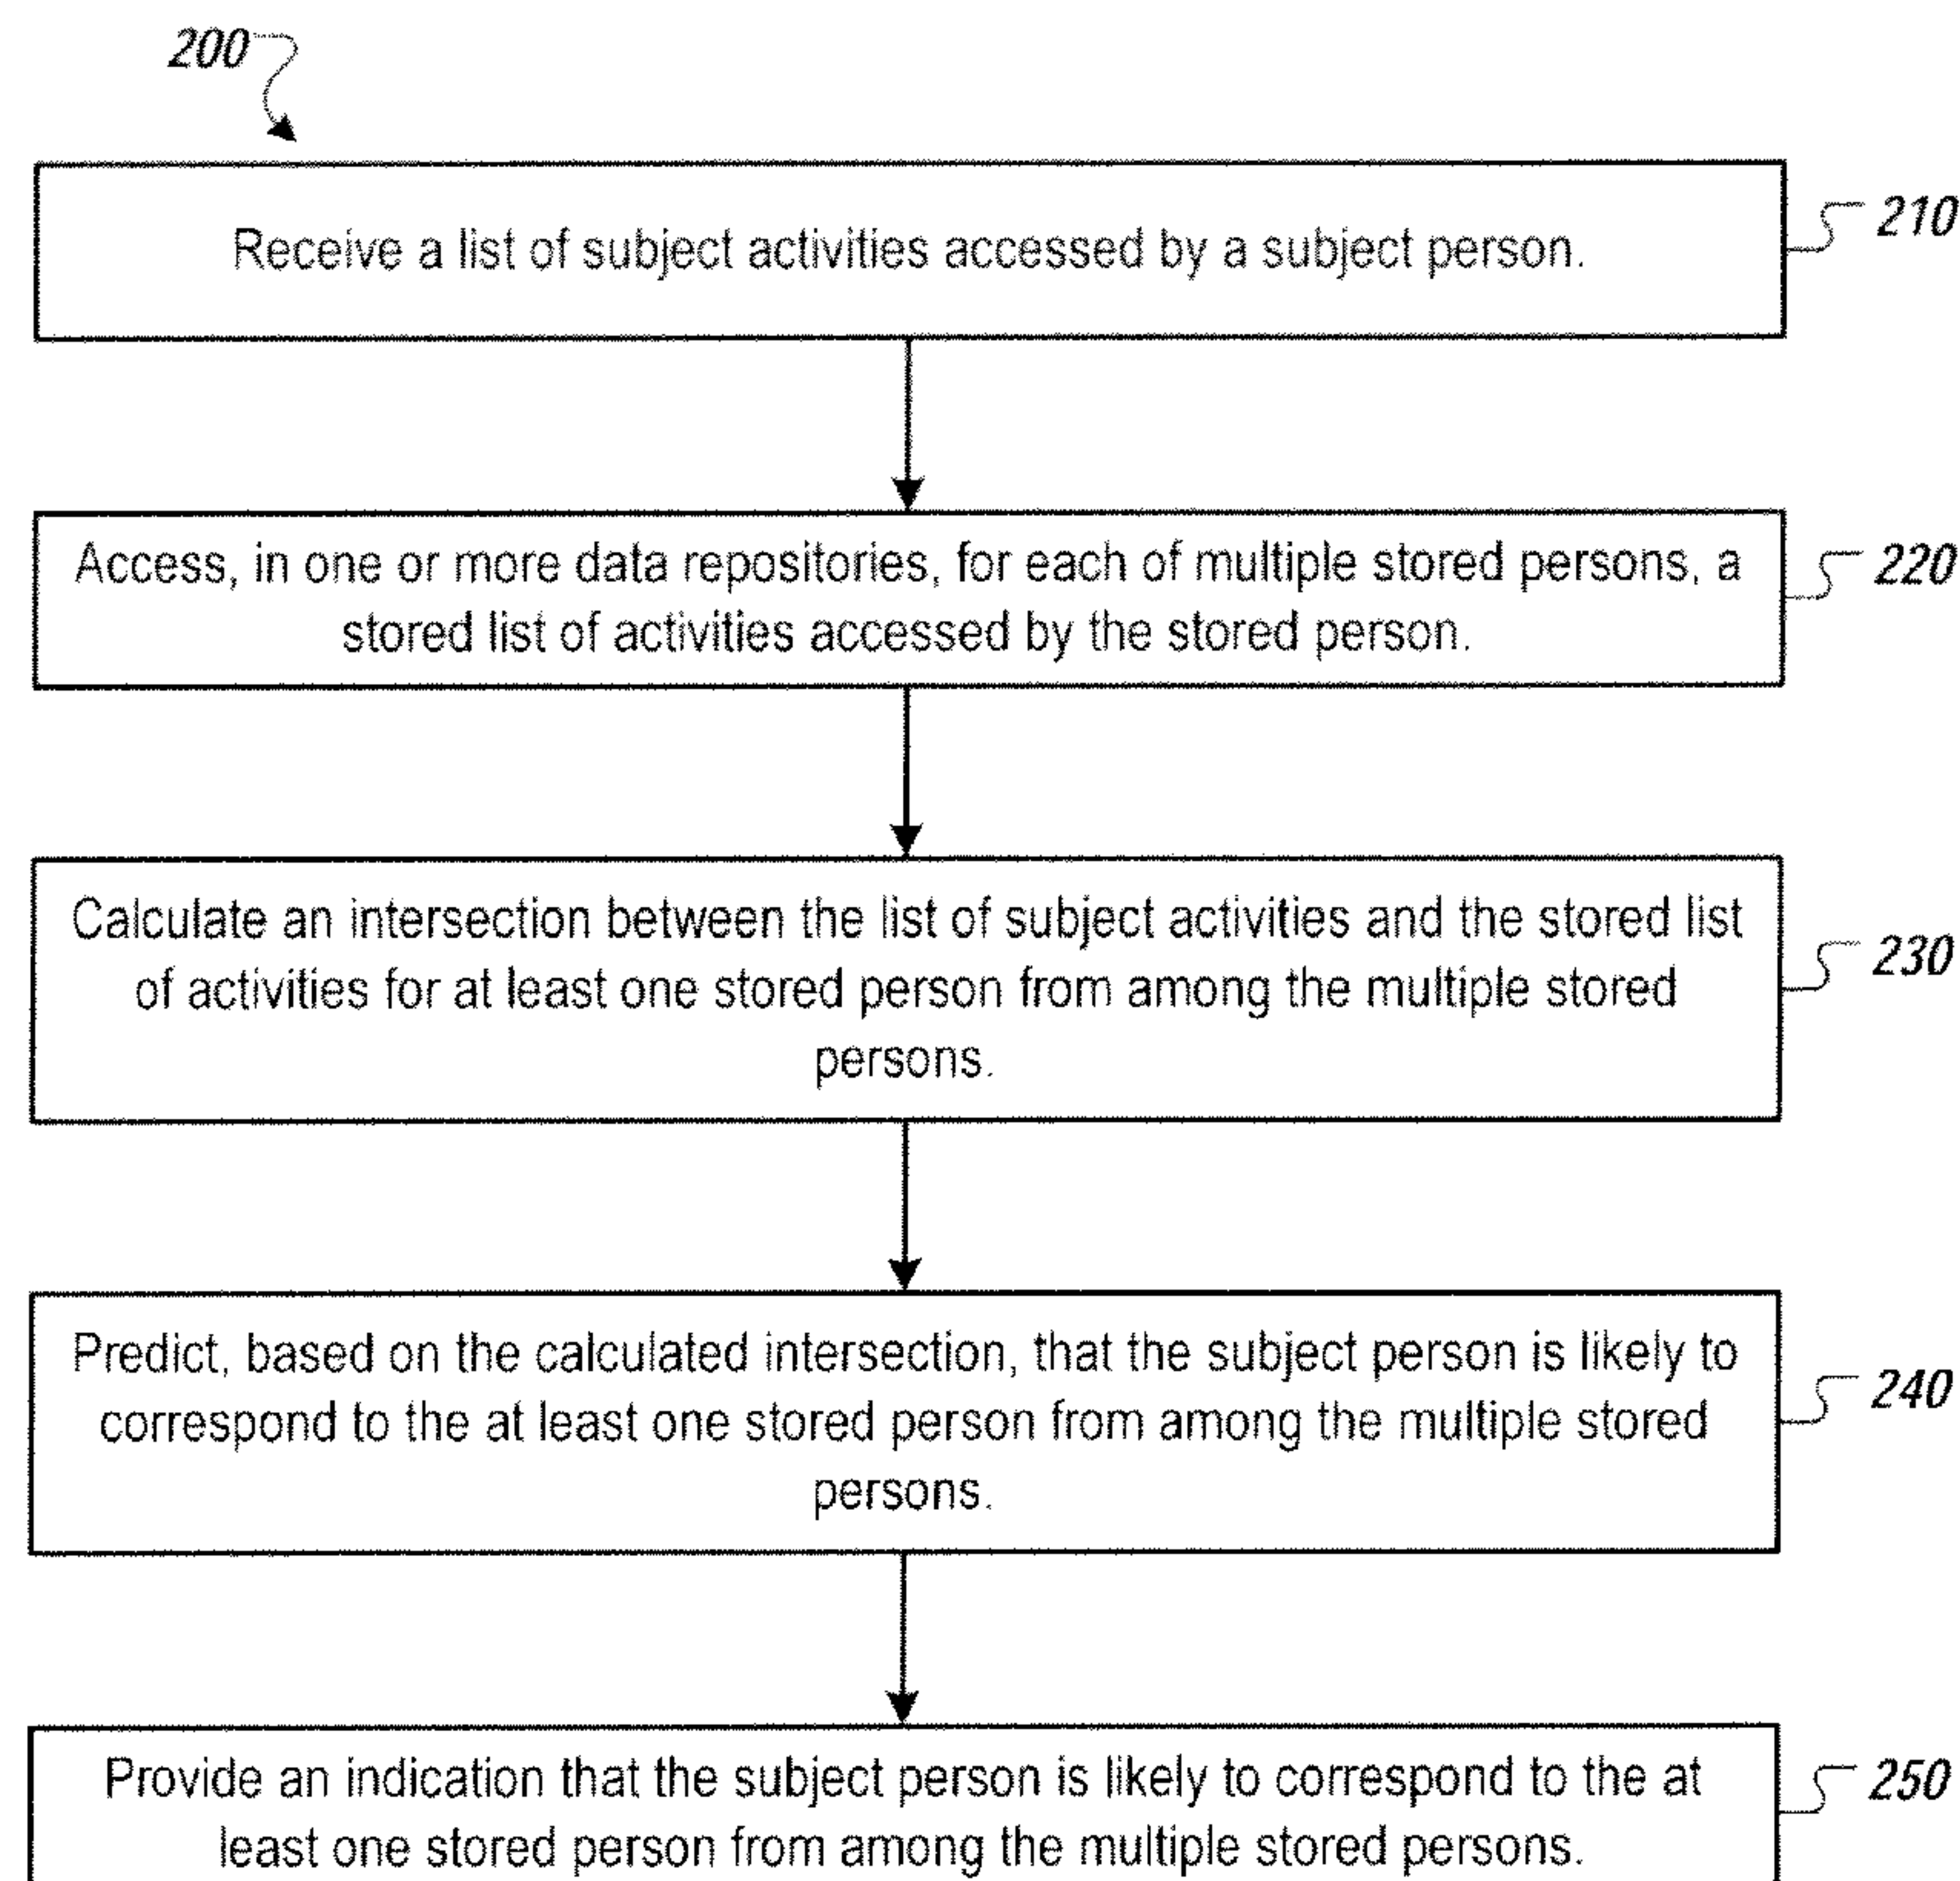 200
Receive a list of subject activities accessed by a subject person.
210
Access, in one or more data repositories, for each of multiple stored persons, a
stored list of activities accessed by the stored person.
220
Calculate an intersection between the list of subject activities and the stored list
of activities for at least one stored person from among the multiple stored
persons.
230
Predict, based on the calculated intersection, that the subject person is likely to
correspond to the at least one stored person from among the multiple stored
persons.
240
Provide an indication that the subject person is likely to correspond to the at
least one stored person from among the multiple stored persons.
250